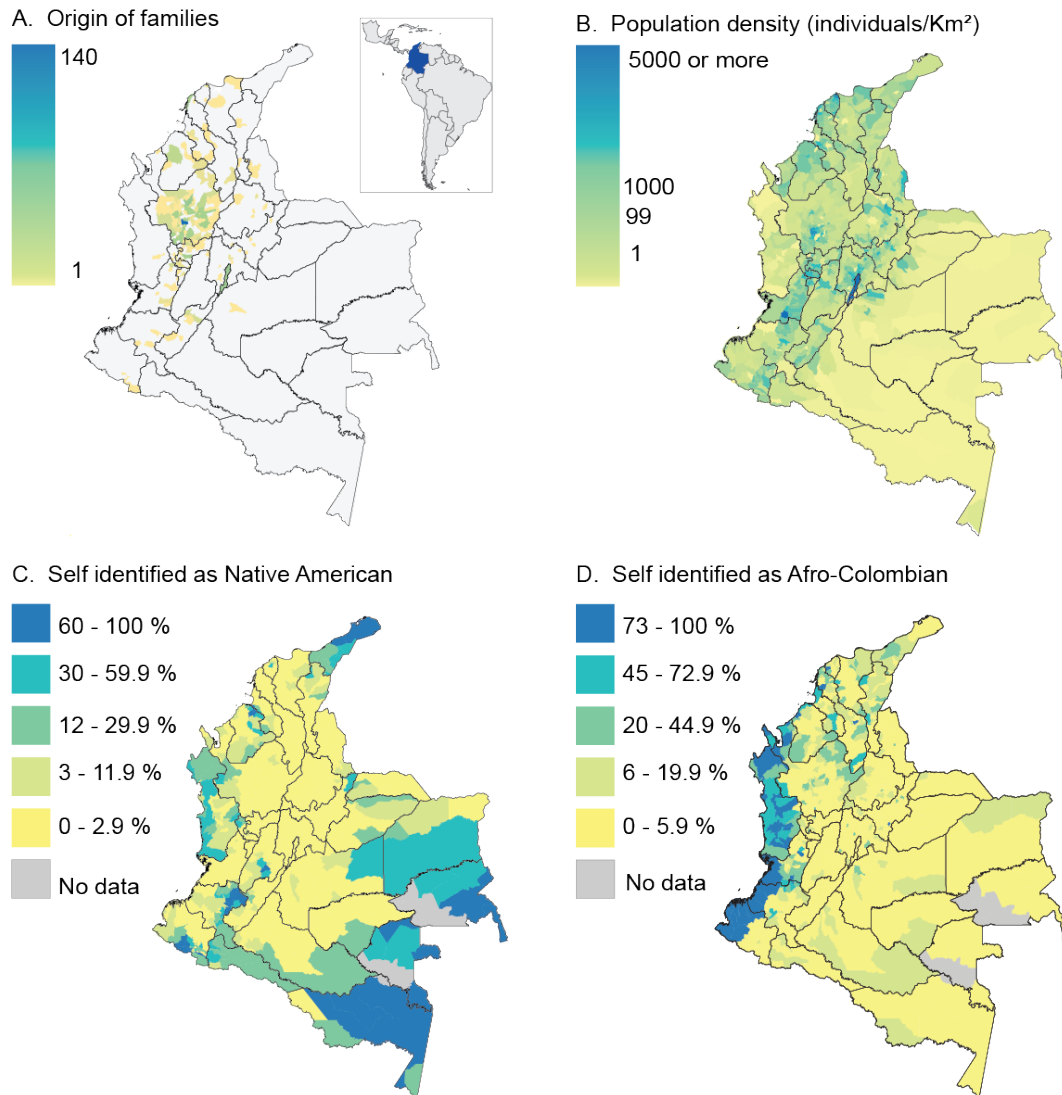 A. Origin of families
140
1
B. Population density (individuals/Km²)
5000 or more
1000
99
1
C. Self identified as Native American
60 - 100 %
30 - 59.9 %
12 - 29.9 %
3 - 11.9 %
0 - 2.9 %
No data
D. Self identified as Afro-Colombian
73 - 100 %
45 - 72.9 %
20 - 44.9 %
6 - 19.9 %
0 - 5.9 %
No data